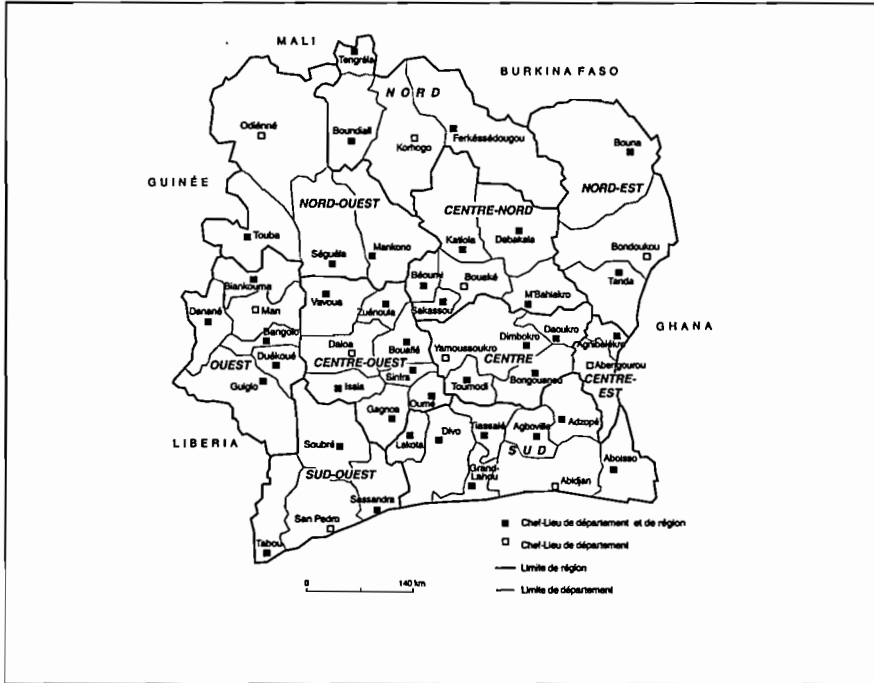 MALI
Tengréla
BURKINA FASO
NORD
Odiénné
Boundiali
Korhogo
Ferkéssédougou
Bouna
GUINÉE
NORD-EST
NORD-OUEST
CENTRE-NORD
Touba
Séguéla
Mankono
Katiola
Dabakala
Bondoukou
Biankouma
Béoumi
Bouaké
Tanda
Danané
Man
Vavoua
Zuénoula
Sakassou
M'Bahiakro
GHANA
Bangolo
Daloa
Bouaflé
Yamoussoukro
Dimbokro
Daoukro
Agnibilékro
OUEST
Duékoué
CENTRE-OUEST
CENTRE
Abengourou
Guiglo
Issia
Sinfra
Toumodi
Bongouanou
CENTRE-
EST
Gagnoa
Oumé
LIBERIA
Soubré
Lakota
Divo
Tiassalé
Agboville
Adzopé
SUD
Aboisso
SUD-OUEST
Grand-
Lahou
Abidjan
Sassandra
San Pedro
Tabou
Chef-Lieu de département et de région
Chef-Lieu de département
Limite de région
Limite de département
0 140 km